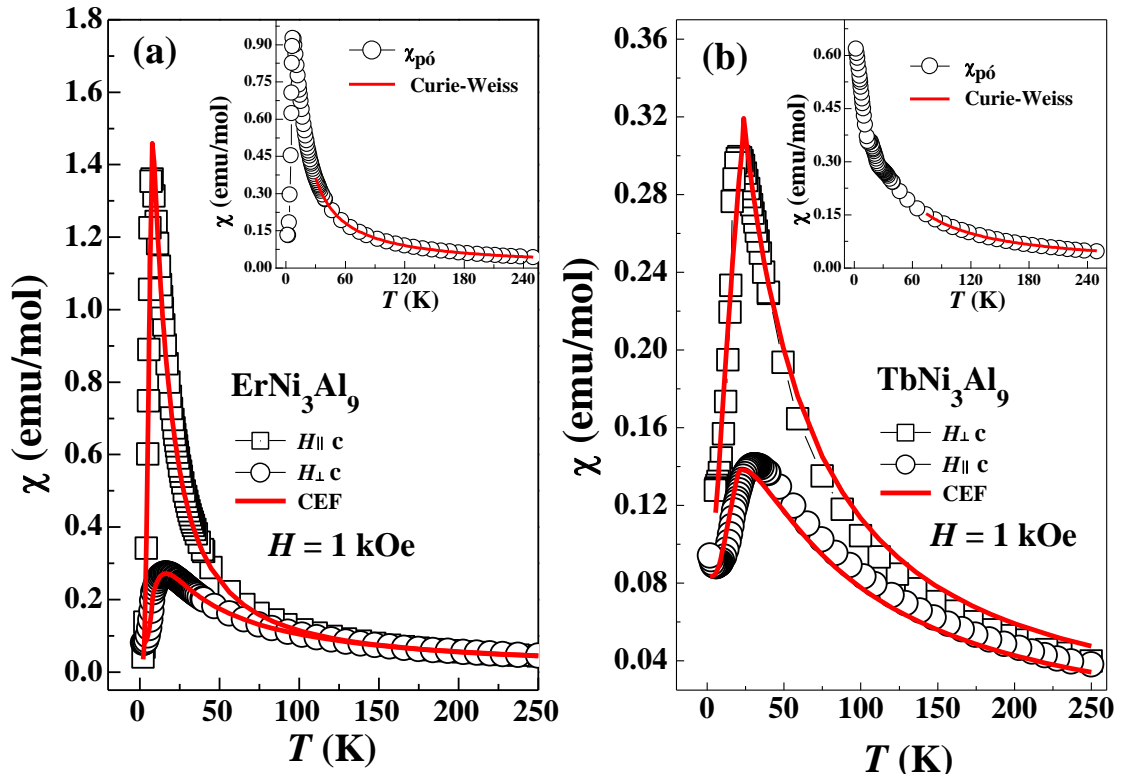 (a)
χ (emu/mol)
1.8
1.6
1.4
1.2
1.0
0.8
0.6
0.4
0.2
0.0
0 50 100 150 200 250
T (K)
ErNi₃Al₉
H|| c
H⊥ c
CEF
H = 1 kOe
χ (emu/mol)
0.90
0.75
0.60
0.45
0.30
0.15
0.00
0 60 120 180 240
T (K)
χpó
Curie-Weiss
(b)
χ (emu/mol)
0.36
0.32
0.28
0.24
0.20
0.16
0.12
0.08
0.04
0 50 100 150 200 250
T (K)
TbNi₃Al₉
H⊥ c
H|| c
CEF
H = 1 kOe
χ (emu/mol)
0.60
0.45
0.30
0.15
0.00
0 60 120 180 240
T (K)
χpó
Curie-Weiss